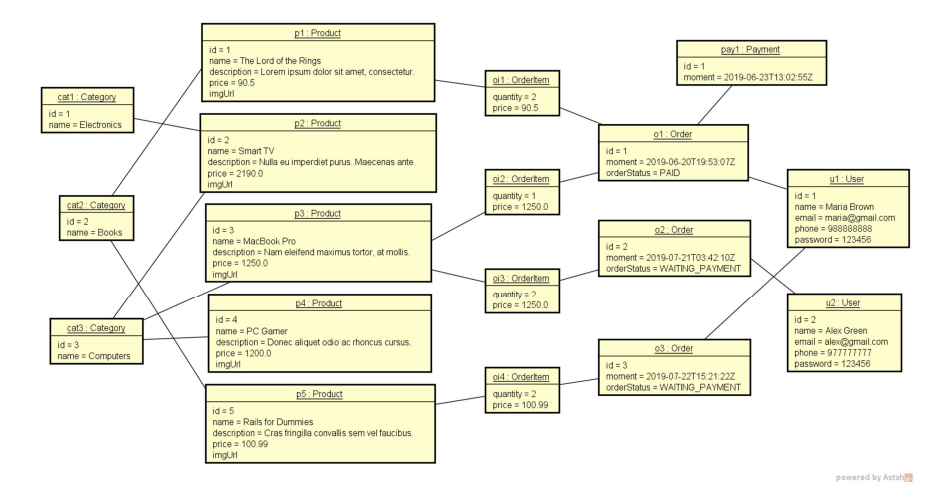 p1 : Product
id = 1
name = The Lord of the Rings
description = Lorem ipsum dolor sit amet, consectetur.
price = 90.5
imgUrl
pay1 : Payment
id = 1
moment = 2019-06-23T13:02:55Z
oi1 : OrderItem
quantity = 2
price = 90.5
cat1 : Category
id = 1
name = Electronics
p2 : Product
id = 2
name = Smart TV
description = Nulla eu imperdiet purus. Maecenas ante.
price = 2190.0
imgUrl
o1 : Order
id = 1
moment = 2019-06-20T19:53:07Z
orderStatus = PAID
oi2 : OrderItem
quantity = 1
price = 1250.0
u1 : User
id = 1
name = Maria Brown
email = maria@gmail.com
phone = 988888888
password = 123456
cat2 : Category
id = 2
name = Books
p3 : Product
id = 3
name = MacBook Pro
description = Nam eleifend maximus tortor, at mollis.
price = 1250.0
imgUrl
o2 : Order
id = 2
moment = 2019-07-21T03:42:10Z
orderStatus = WAITING_PAYMENT
oi3 : OrderItem
quantity = 2
price = 1250.0
u2 : User
id = 2
name = Alex Green
email = alex@gmail.com
phone = 977777777
password = 123456
cat3 : Category
id = 3
name = Computers
p4 : Product
id = 4
name = PC Gamer
description = Donec aliquet odio ac rhoncus cursus.
price = 1200.0
imgUrl
o3 : Order
id = 3
moment = 2019-07-22T15:21:22Z
orderStatus = WAITING_PAYMENT
oi4 : OrderItem
quantity = 2
price = 100.99
p5 : Product
id = 5
name = Rails for Dummies
description = Cras fringilla convallis sem vel faucibus.
price = 100.99
imgUrl
powered by Astah